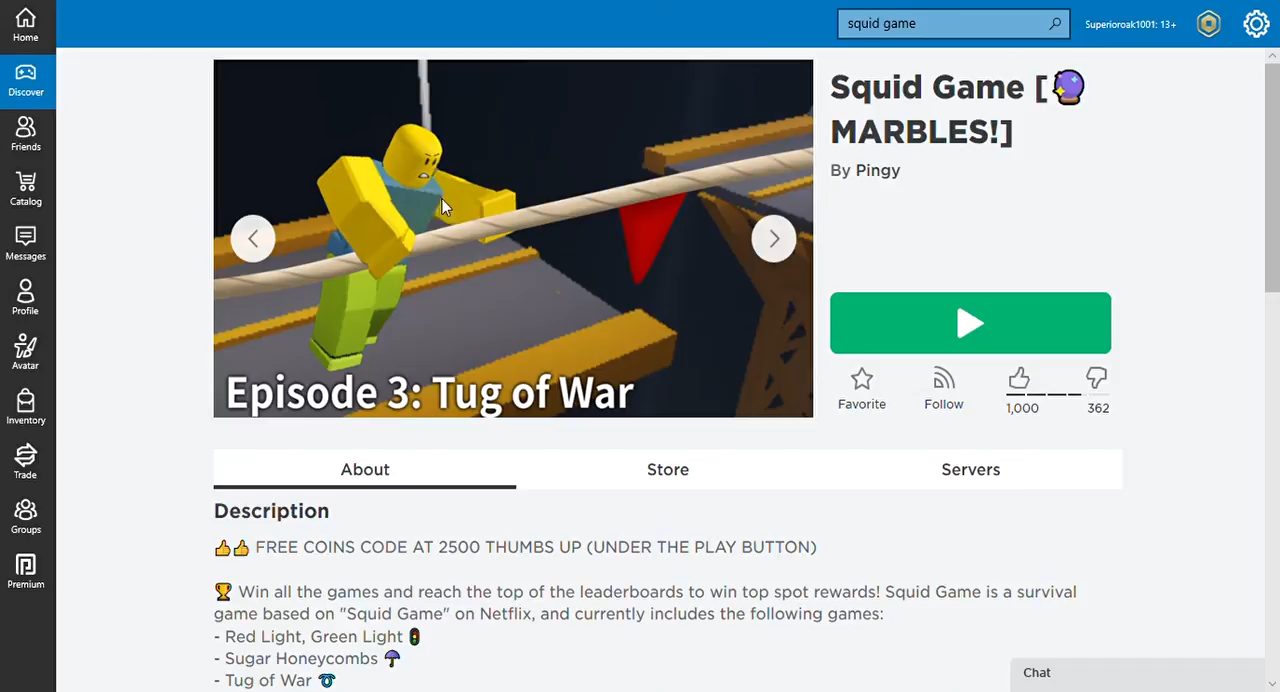 squid game
Superioroak1001: 13+
Home
Discover
Friends
Catalog
Messages
Profile
Avatar
Inventory
Trade
Groups
Premium
Episode 3: Tug of War
Squid Game [🔮
MARBLES!]
By Pingy
Favorite
Follow
1,000
362
About
Store
Servers
Description
👍👍 FREE COINS CODE AT 2500 THUMBS UP (UNDER THE PLAY BUTTON)
🏆 Win all the games and reach the top of the leaderboards to win top spot rewards! Squid Game is a survival
game based on "Squid Game" on Netflix, and currently includes the following games:
- Red Light, Green Light 🚦
- Sugar Honeycombs ☂️
- Tug of War ➰
Chat